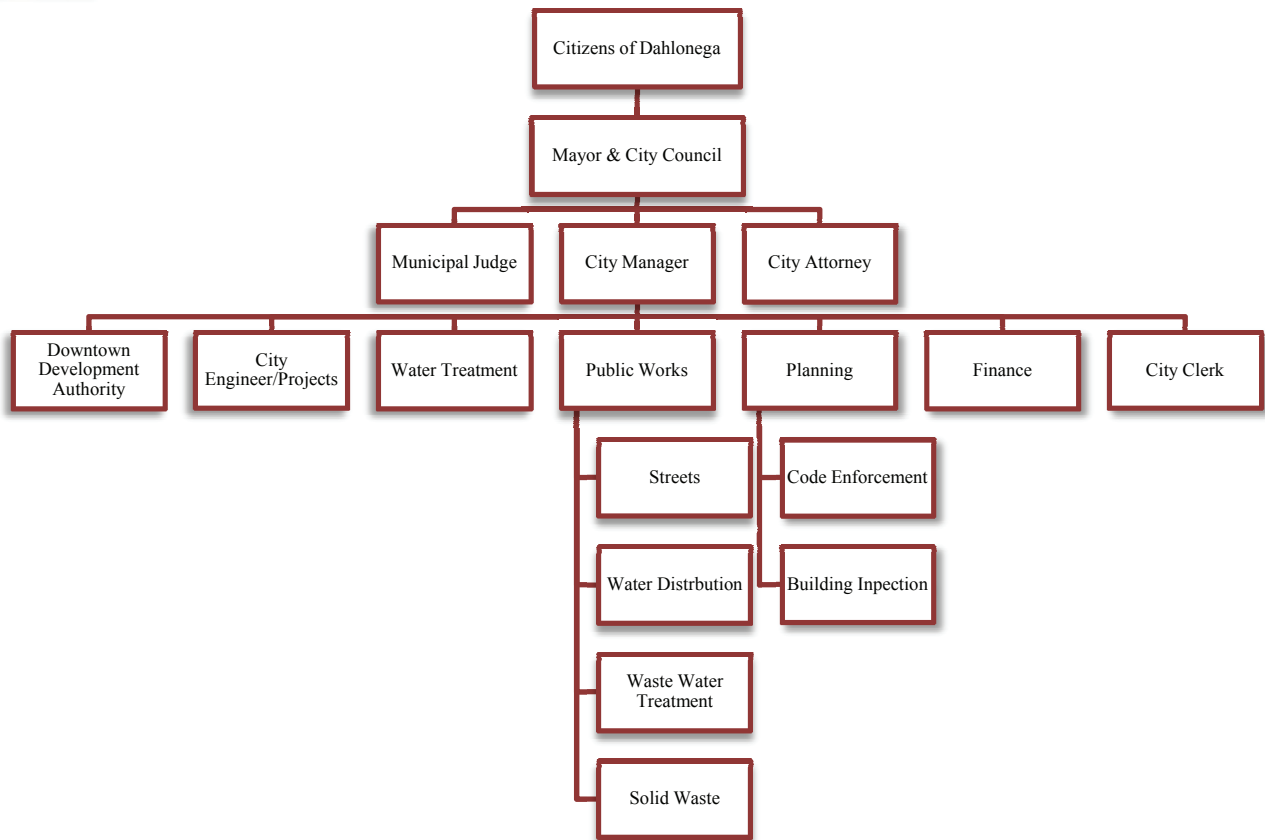 Citizens of Dahlonega
Mayor & City Council
Municipal Judge
City Manager
City Attorney
Downtown
Development
Authority
City
Engineer/Projects
Water Treatment
Public Works
Planning
Finance
City Clerk
Streets
Water Distrbution
Waste Water
Treatment
Solid Waste
Code Enforcement
Building Inpection